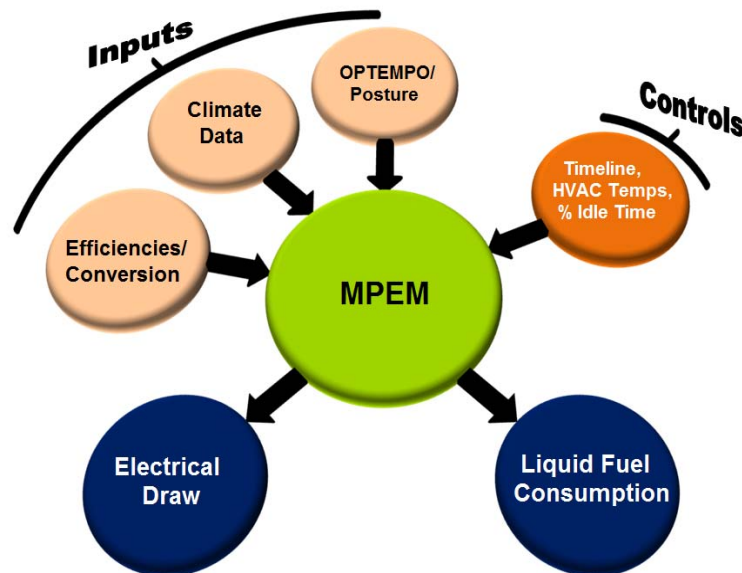 Inputs
OPTEMPO/
Posture
Climate
Data
Efficiencies/
Conversion
Controls
Timeline,
HVAC Temps,
% Idle Time
MPEM
Electrical
Draw
Liquid Fuel
Consumption